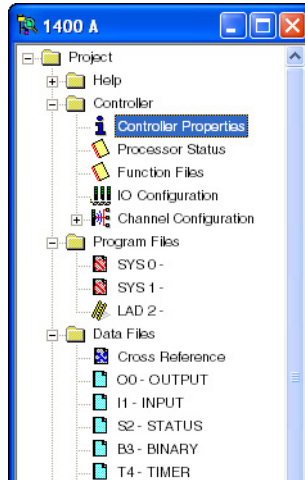 1400 A
Project
Help
Controller
Controller Properties
Processor Status
Function Files
IO Configuration
Channel Configuration
Program Files
SYS 0 -
SYS 1 -
LAD 2 -
Data Files
Cross Reference
O0 - OUTPUT
I1 - INPUT
S2 - STATUS
B3 - BINARY
T4 - TIMER